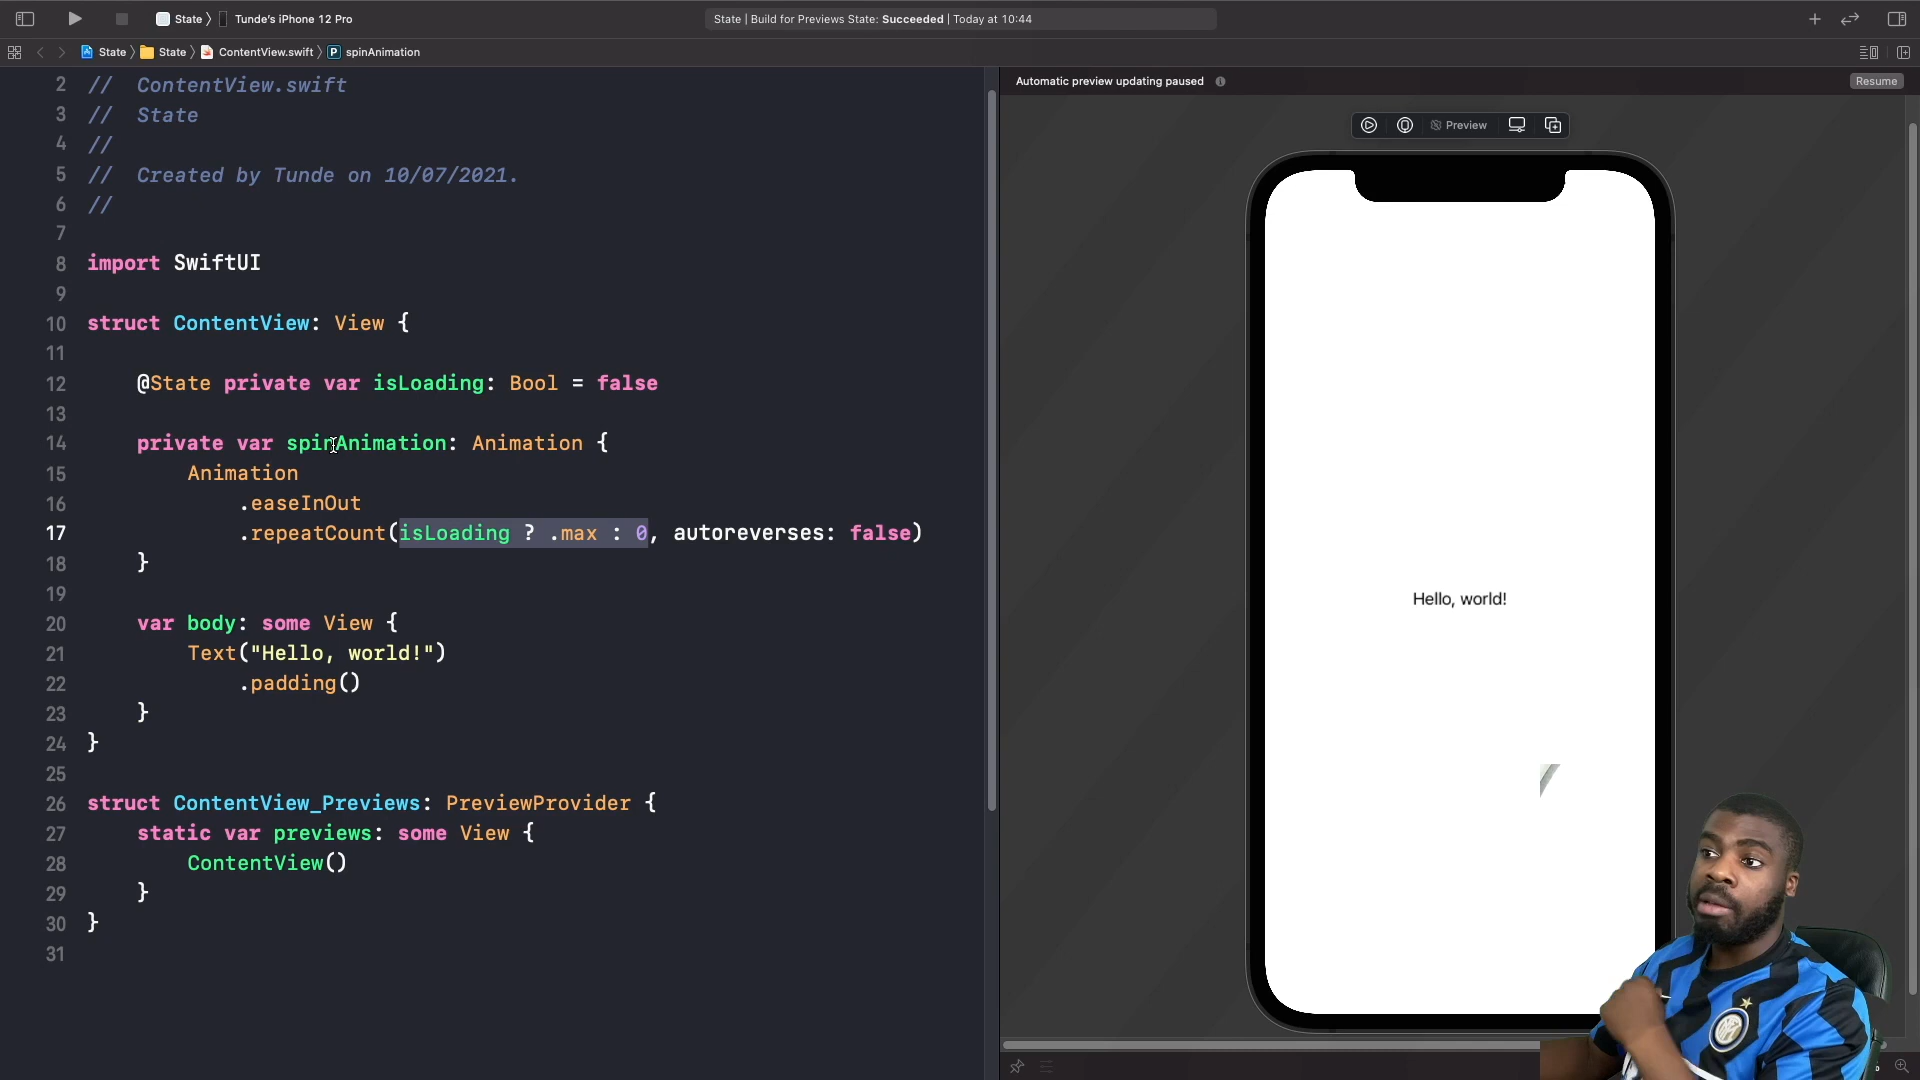 State 〉 Tunde's iPhone 12 Pro
State | Build for Previews State: Succeeded | Today at 10:44
State 〉 State 〉 ContentView.swift 〉 P spinAnimation
Automatic preview updating paused
Resume
Preview
2 //  ContentView.swift
3 //  State
4 //
5 //  Created by Tunde on 10/07/2021.
6 //
7
8 import SwiftUI
9
10 struct ContentView: View {
11
12     @State private var isLoading: Bool = false
13
14     private var spinAnimation: Animation {
15         Animation
16             .easeInOut
17             .repeatCount(isLoading ? .max : 0, autoreverses: false)
18     }
19
20     var body: some View {
21         Text("Hello, world!")
22             .padding()
23     }
24 }
25
26 struct ContentView_Previews: PreviewProvider {
27     static var previews: some View {
28         ContentView()
29     }
30 }
31
Hello, world!